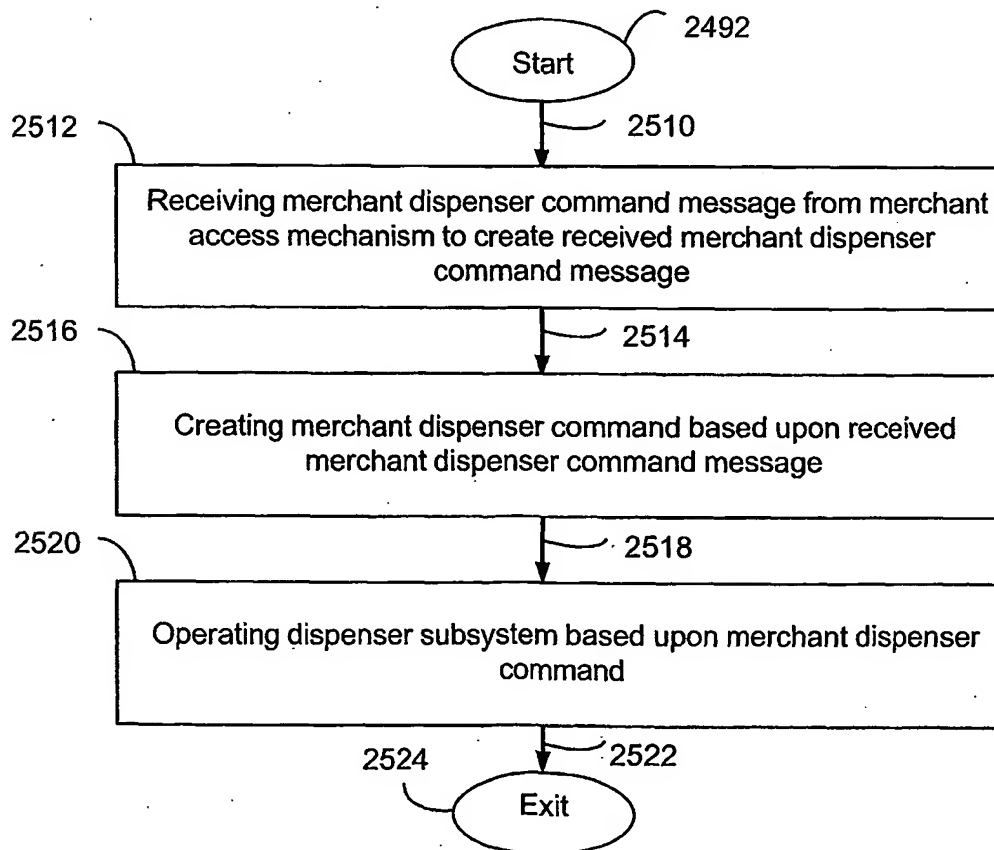 2492
Start
2510
2512
Receiving merchant dispenser command message from merchant
access mechanism to create received merchant dispenser
command message
2514
2516
Creating merchant dispenser command based upon received
merchant dispenser command message
2518
2520
Operating dispenser subsystem based upon merchant dispenser
command
2522
2524
Exit